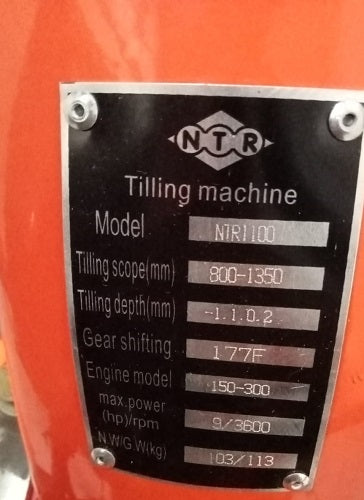 NTR
Tilling machine
Model NTR1100
Tilling scope(mm) 800-1350
Tilling depth(mm) -1.1.0.2
Gear shifting 177F
Engine model 150-300
max.power
(hp)/rpm 9/3600
N.W/G.W(kg) 103/113